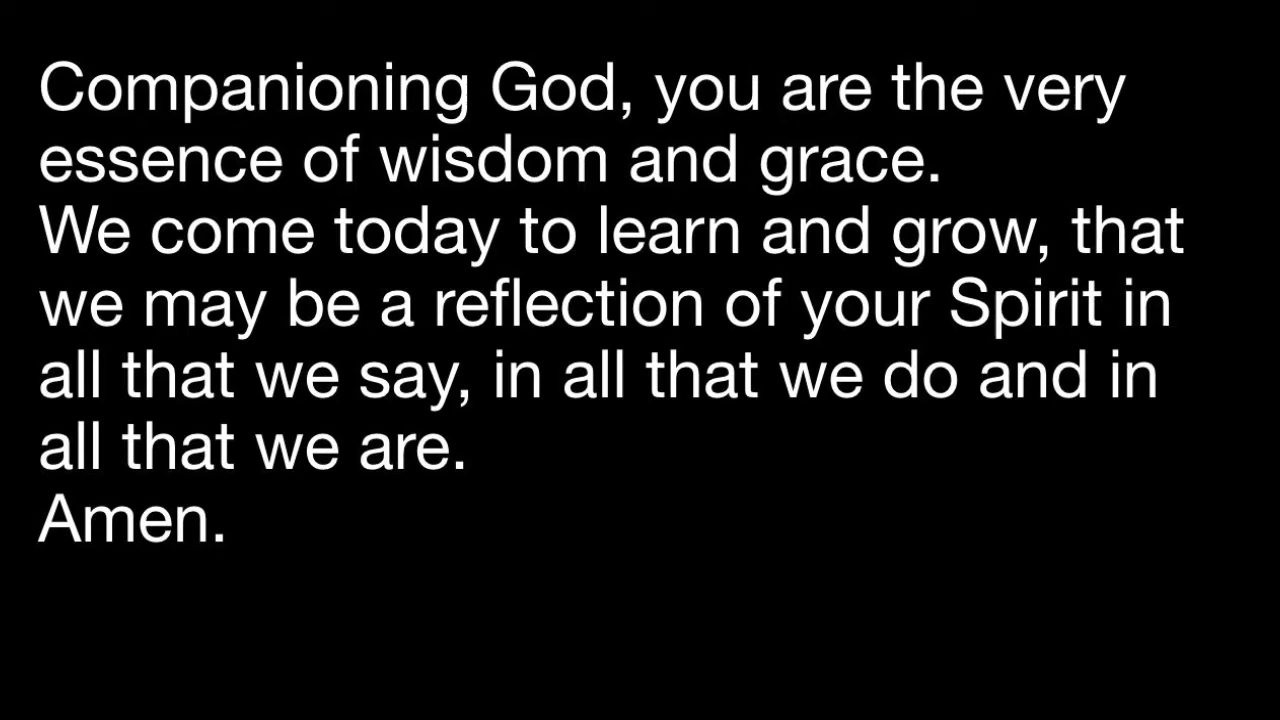 Companioning God, you are the very
essence of wisdom and grace.
We come today to learn and grow, that
we may be a reflection of your Spirit in
all that we say, in all that we do and in
all that we are.
Amen.